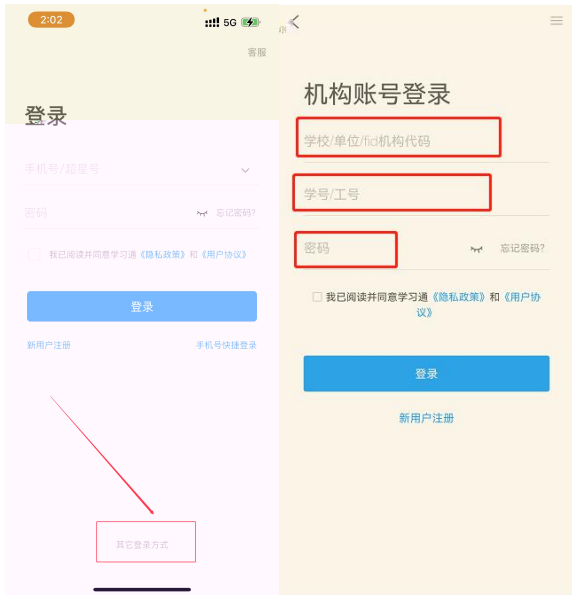 2:02
5G
客服
登录
手机号/超星号
密码
忘记密码?
我已阅读并同意学习通《隐私政策》和《用户协议》
登录
新用户注册
手机号快捷登录
其它登录方式
机构账号登录
学校/单位/fid机构代码
学号/工号
密码
忘记密码?
我已阅读并同意学习通《隐私政策》和《用户协
议》
登录
新用户注册